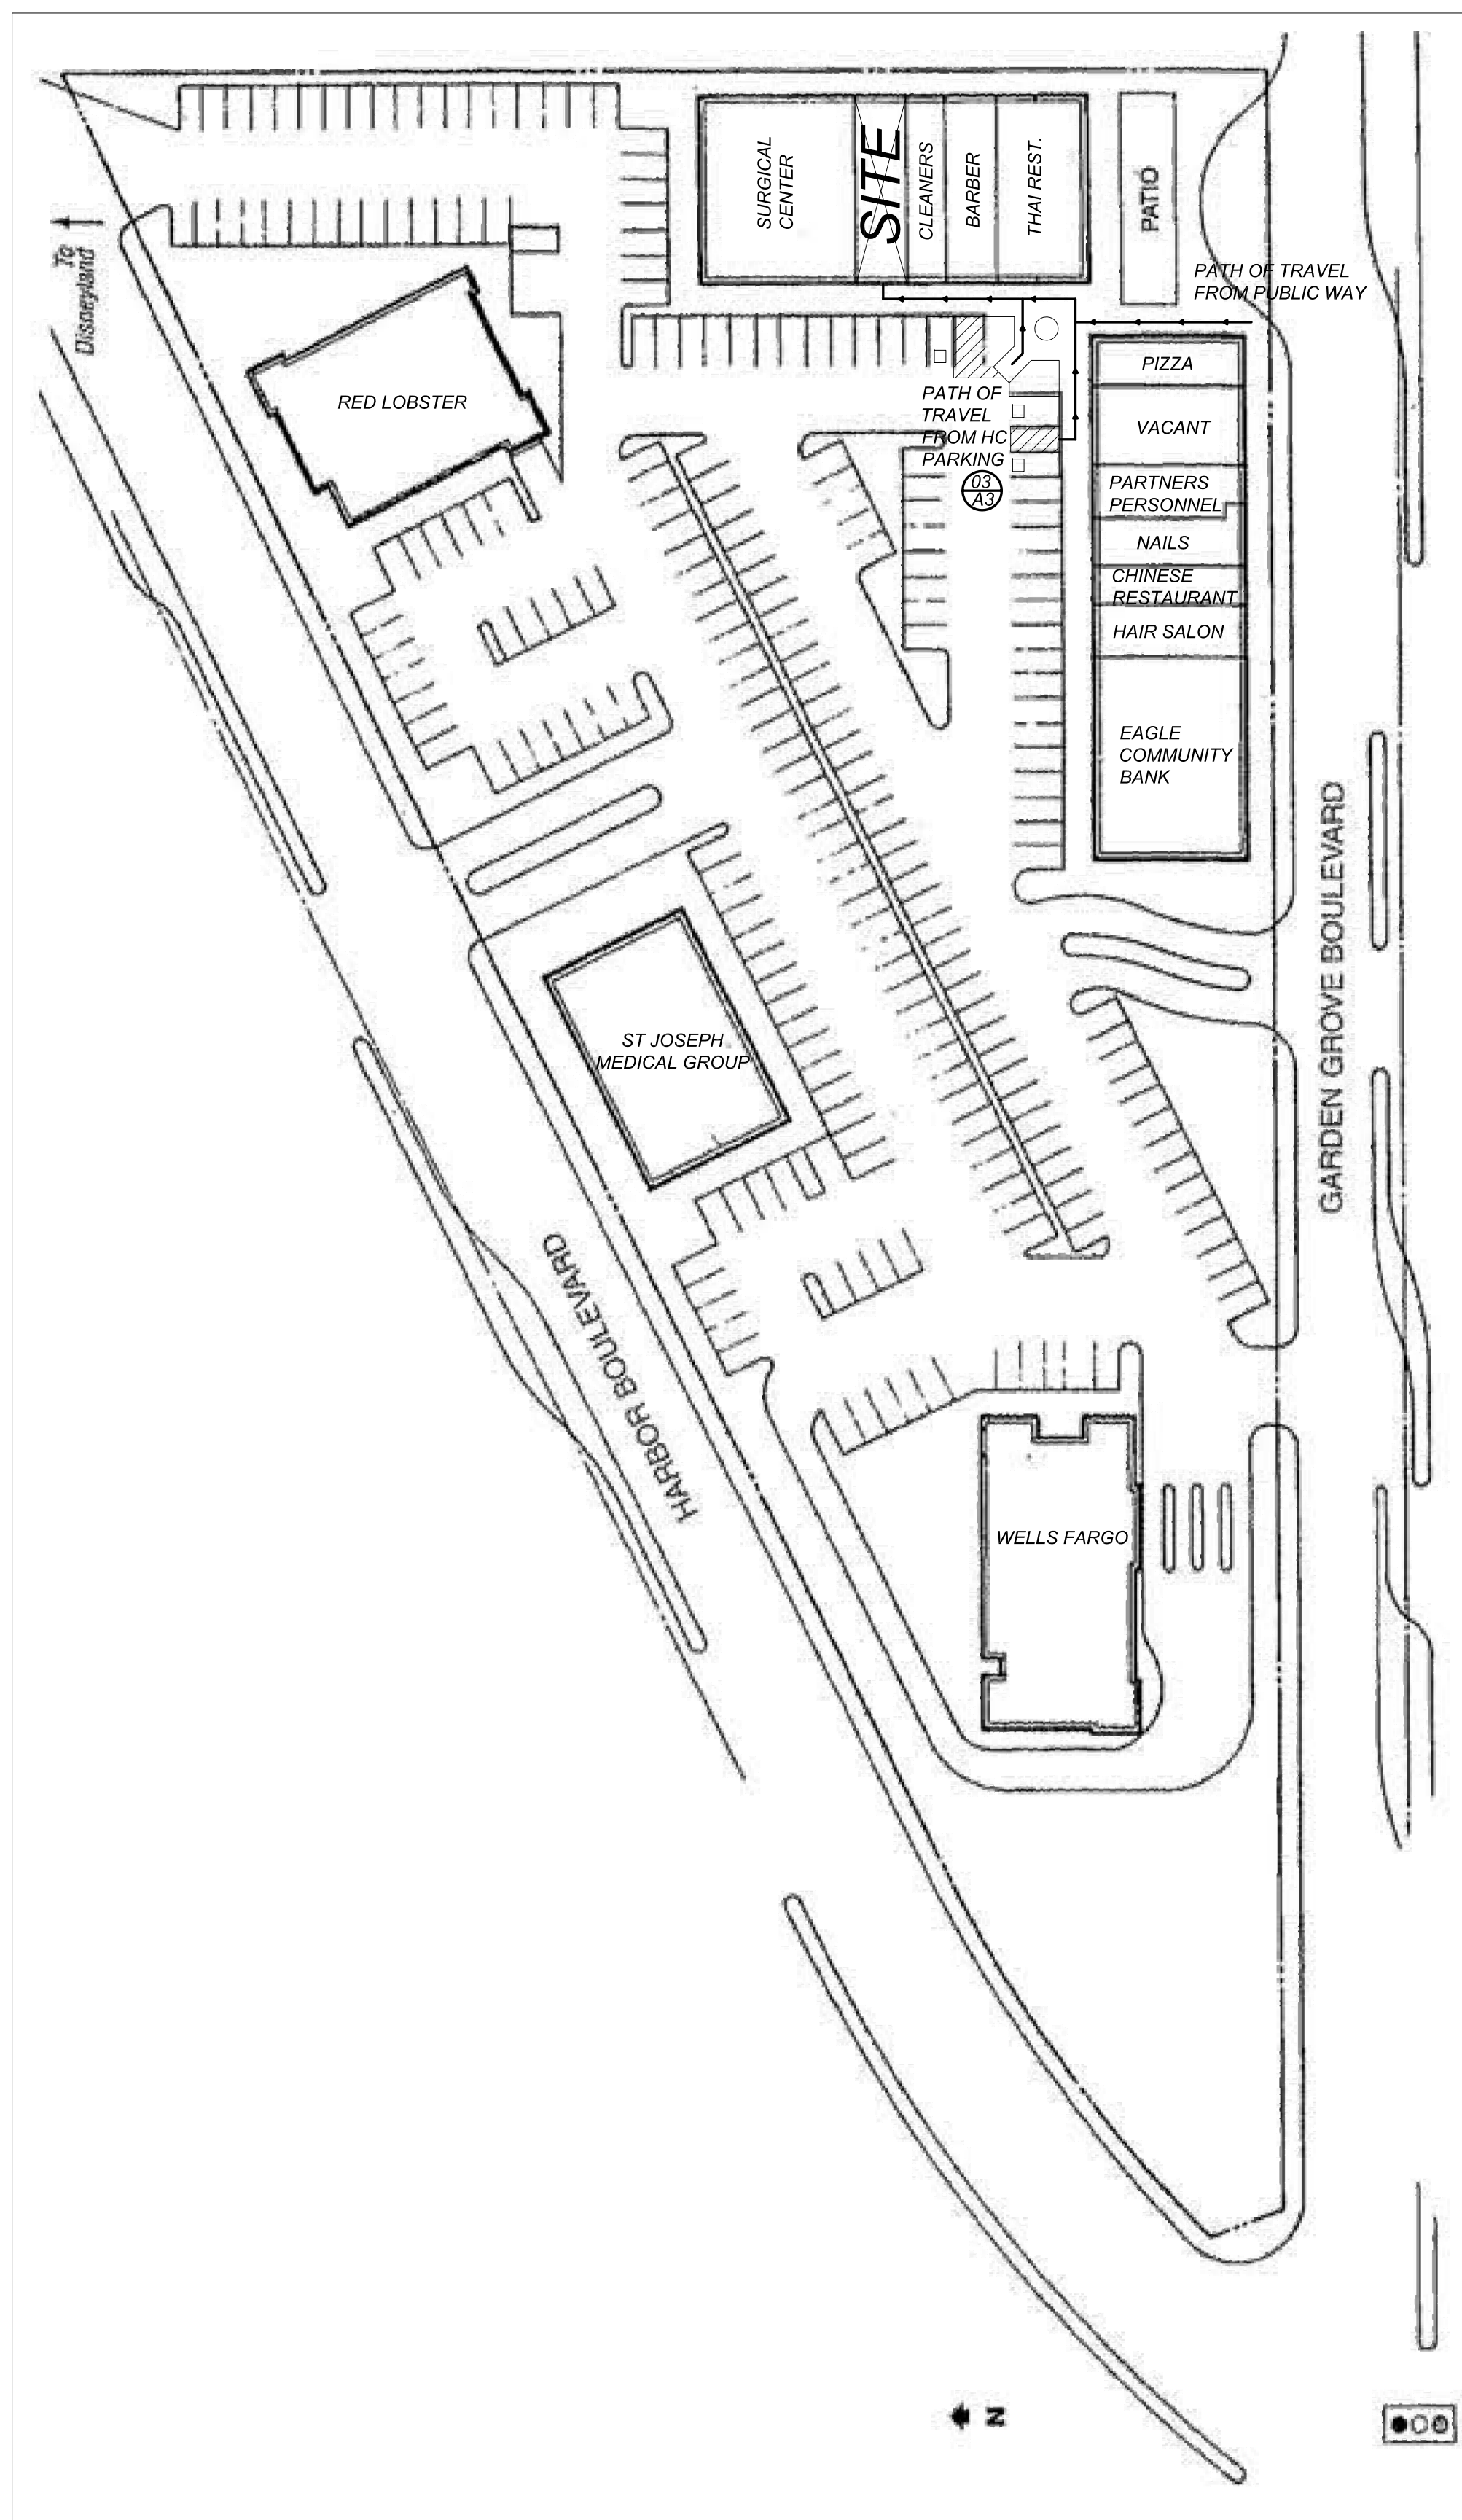 SURGICAL
CENTER
SITE
CLEANERS
BARBER
THAI REST.
PATIO
To
Disneyland
PATH OF TRAVEL
FROM PUBLIC WAY
RED LOBSTER
PIZZA
PATH OF
TRAVEL
FROM HC
PARKING
03
A3
VACANT
PARTNERS
PERSONNEL
NAILS
CHINESE
RESTAURANT
HAIR SALON
EAGLE
COMMUNITY
BANK
GARDEN GROVE BOULEVARD
ST JOSEPH
MEDICAL GROUP
HARBOR BOULEVARD
WELLS FARGO
N